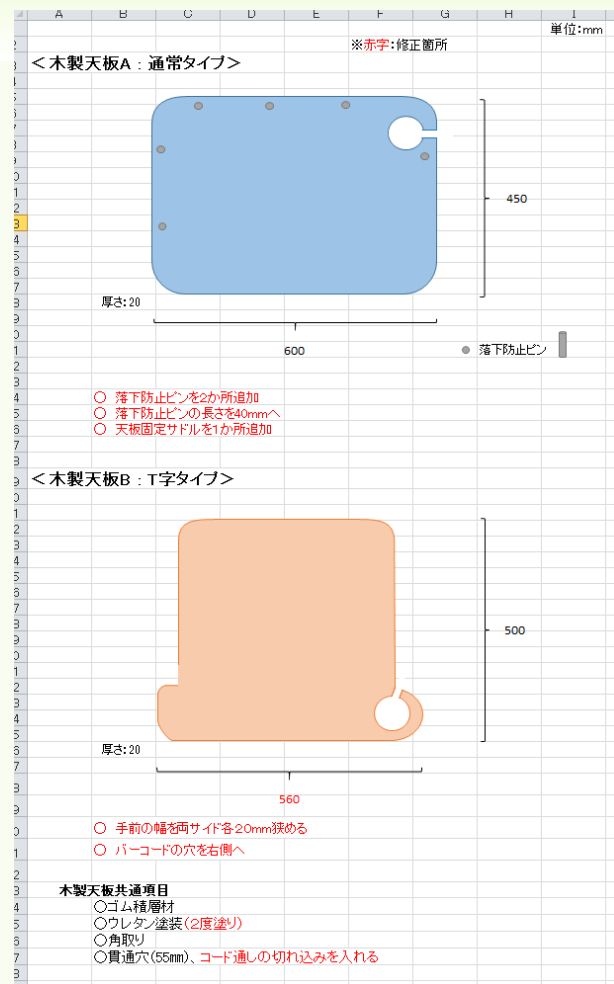 A B C D E F G H I
単位:mm
※赤字:修正箇所
＜木製天板A：通常タイプ＞
450
厚さ:20
600
落下防止ピン
○ 落下防止ピンを2か所追加
○ 落下防止ピンの長さを40mmへ
○ 天板固定サドルを1か所追加
＜木製天板B：T字タイプ＞
500
厚さ:20
560
○ 手前の幅を両サイド各20mm狭める
○ バーコードの穴を右側へ
木製天板共通項目
○ゴム積層材
○ウレタン塗装(2度塗り)
○角取り
○貫通穴(55mm)、コード通しの切れ込みを入れる